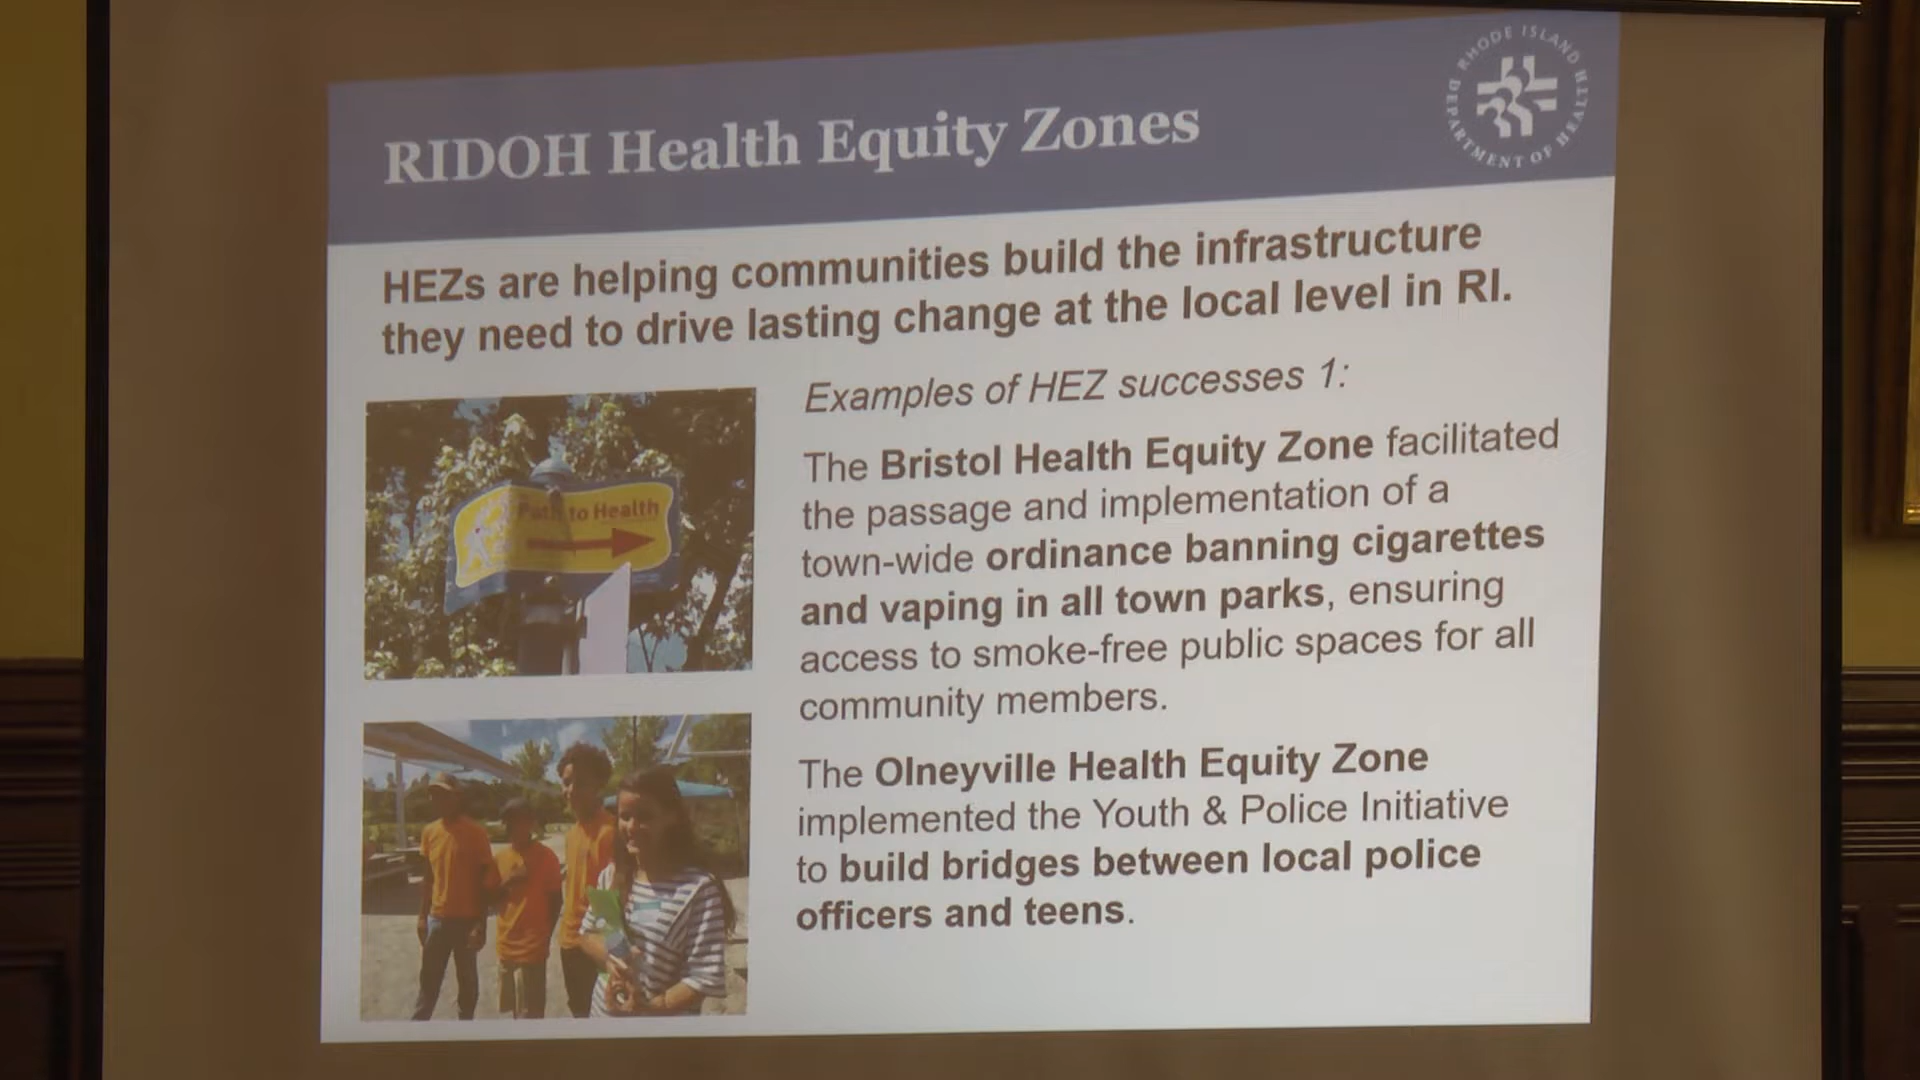 RIDOH Health Equity Zones
RHODE ISLAND
DEPARTMENT OF HEALTH
HEZs are helping communities build the infrastructure
they need to drive lasting change at the local level in RI.
Path to Health
Examples of HEZ successes 1:
The Bristol Health Equity Zone facilitated
the passage and implementation of a
town-wide ordinance banning cigarettes
and vaping in all town parks, ensuring
access to smoke-free public spaces for all
community members.
The Olneyville Health Equity Zone
implemented the Youth & Police Initiative
to build bridges between local police
officers and teens.